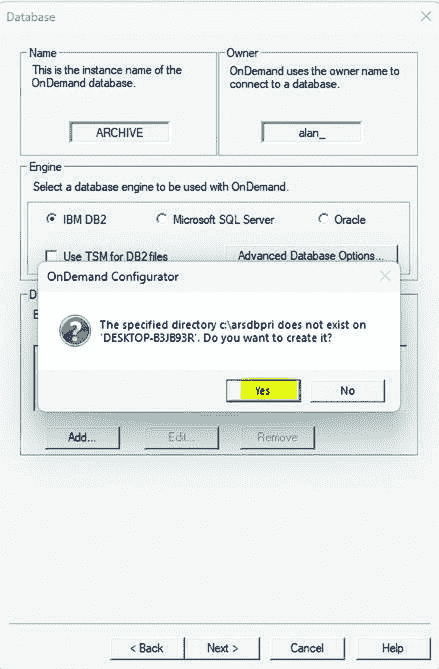 Database
Name
This is the instance name of the
OnDemand database.
ARCHIVE
Owner
OnDemand uses the owner name to
connect to a database.
alan_
Engine
Select a database engine to be used with OnDemand.
IBM DB2
Microsoft SQL Server
Oracle
Use TSM for DB2 files
Advanced Database Options...
OnDemand Configurator
The specified directory c:\arsdbpri does not exist on
'DESKTOP-B3JB93R'. Do you want to create it?
Yes
No
Add...
Edit...
Remove
< Back
Next >
Cancel
Help